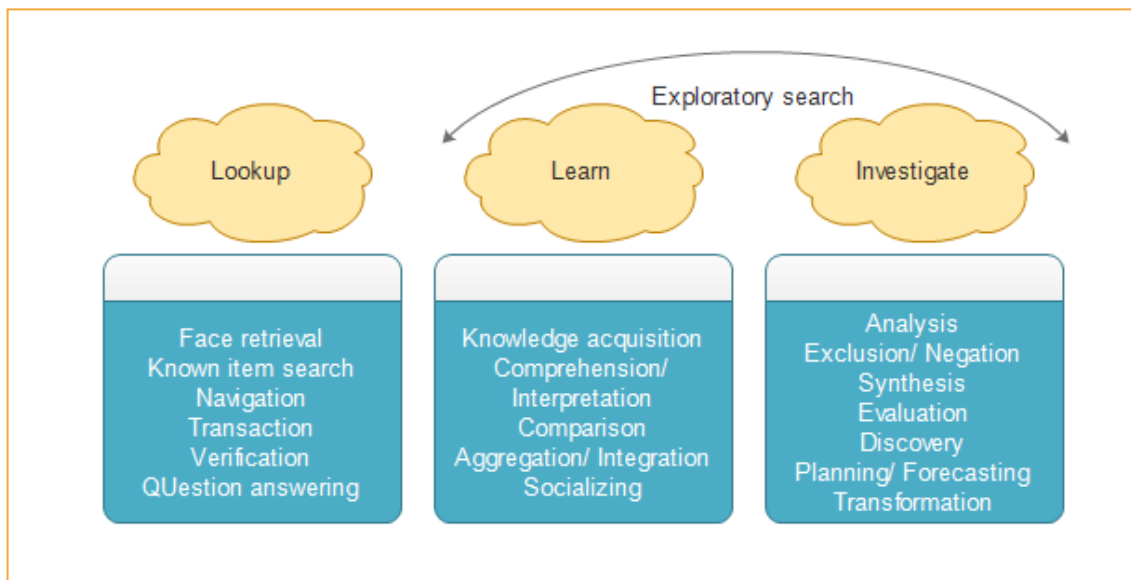 Exploratory search
Lookup
Learn
Investigate
Face retrieval
Known item search
Navigation
Transaction
Verification
QUestion answering
Knowledge acquisition
Comprehension/
Interpretation
Comparison
Aggregation/ Integration
Socializing
Analysis
Exclusion/ Negation
Synthesis
Evaluation
Discovery
Planning/ Forecasting
Transformation